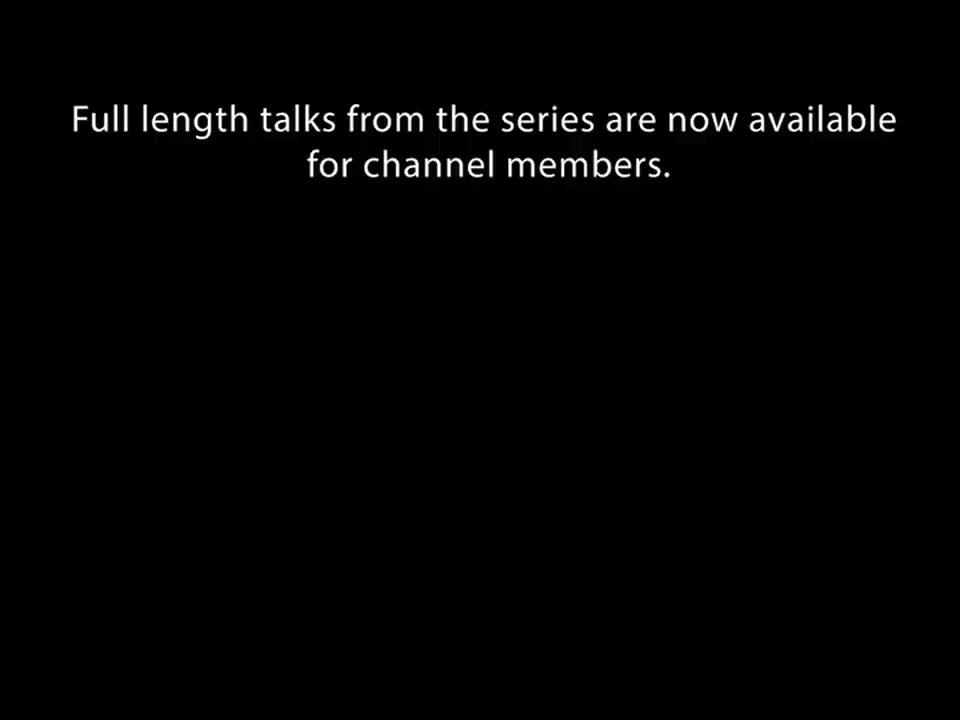 Full length talks from the series are now available
for channel members.